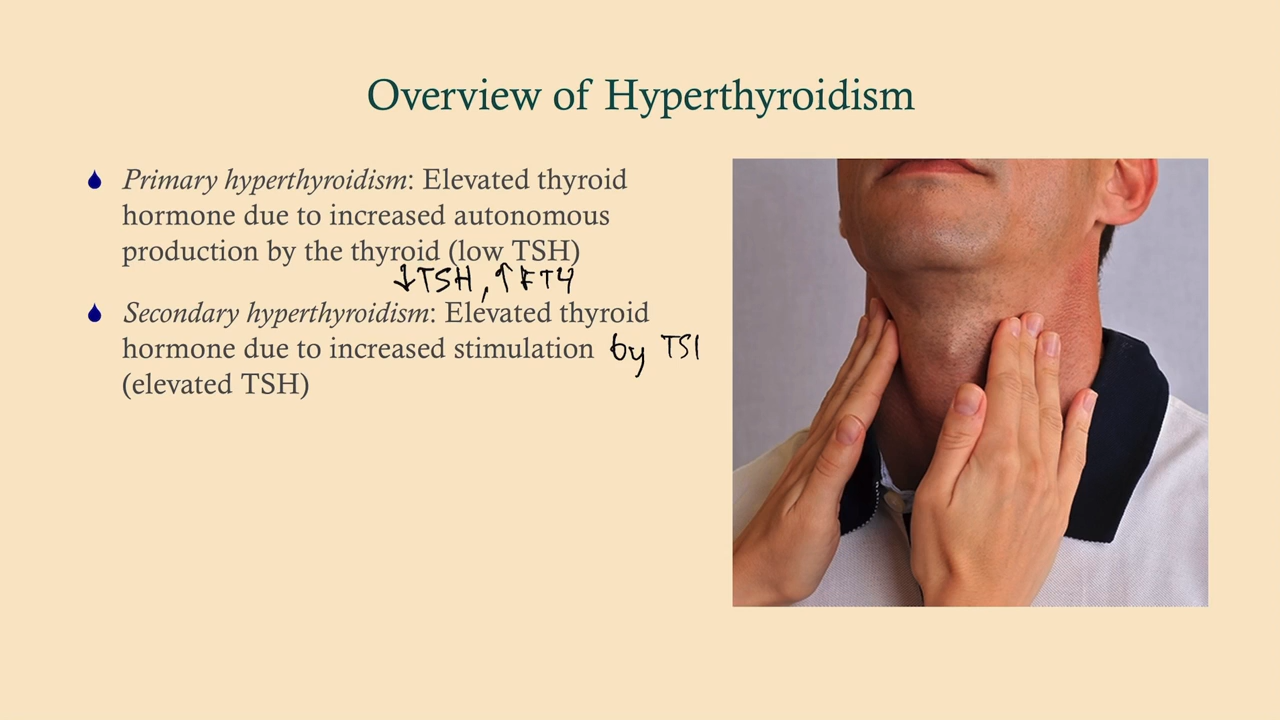 Overview of Hyperthyroidism
Primary hyperthyroidism: Elevated thyroid
hormone due to increased autonomous
production by the thyroid (low TSH)
↓TSH, ↑FT4
Secondary hyperthyroidism: Elevated thyroid
hormone due to increased stimulation by TSI
(elevated TSH)